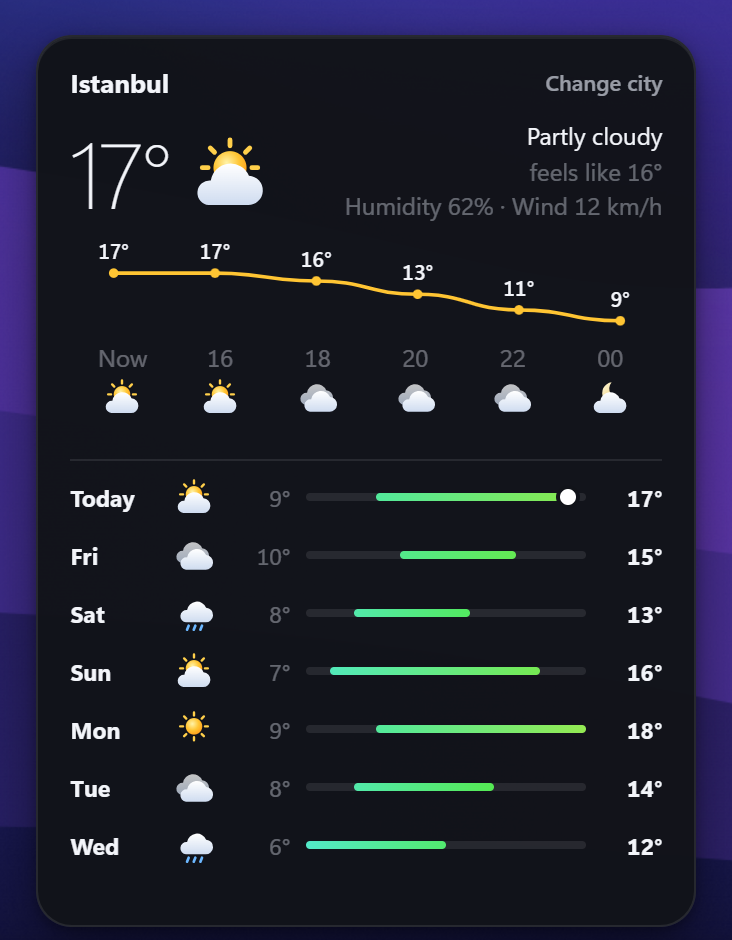 Istanbul Change city
17° Partly cloudy
feels like 16°
Humidity 62% · Wind 12 km/h
17° 17° 16° 13° 11° 9°
Now 16 18 20 22 00
Today 9° 17°
Fri 10° 15°
Sat 8° 13°
Sun 7° 16°
Mon 9° 18°
Tue 8° 14°
Wed 6° 12°